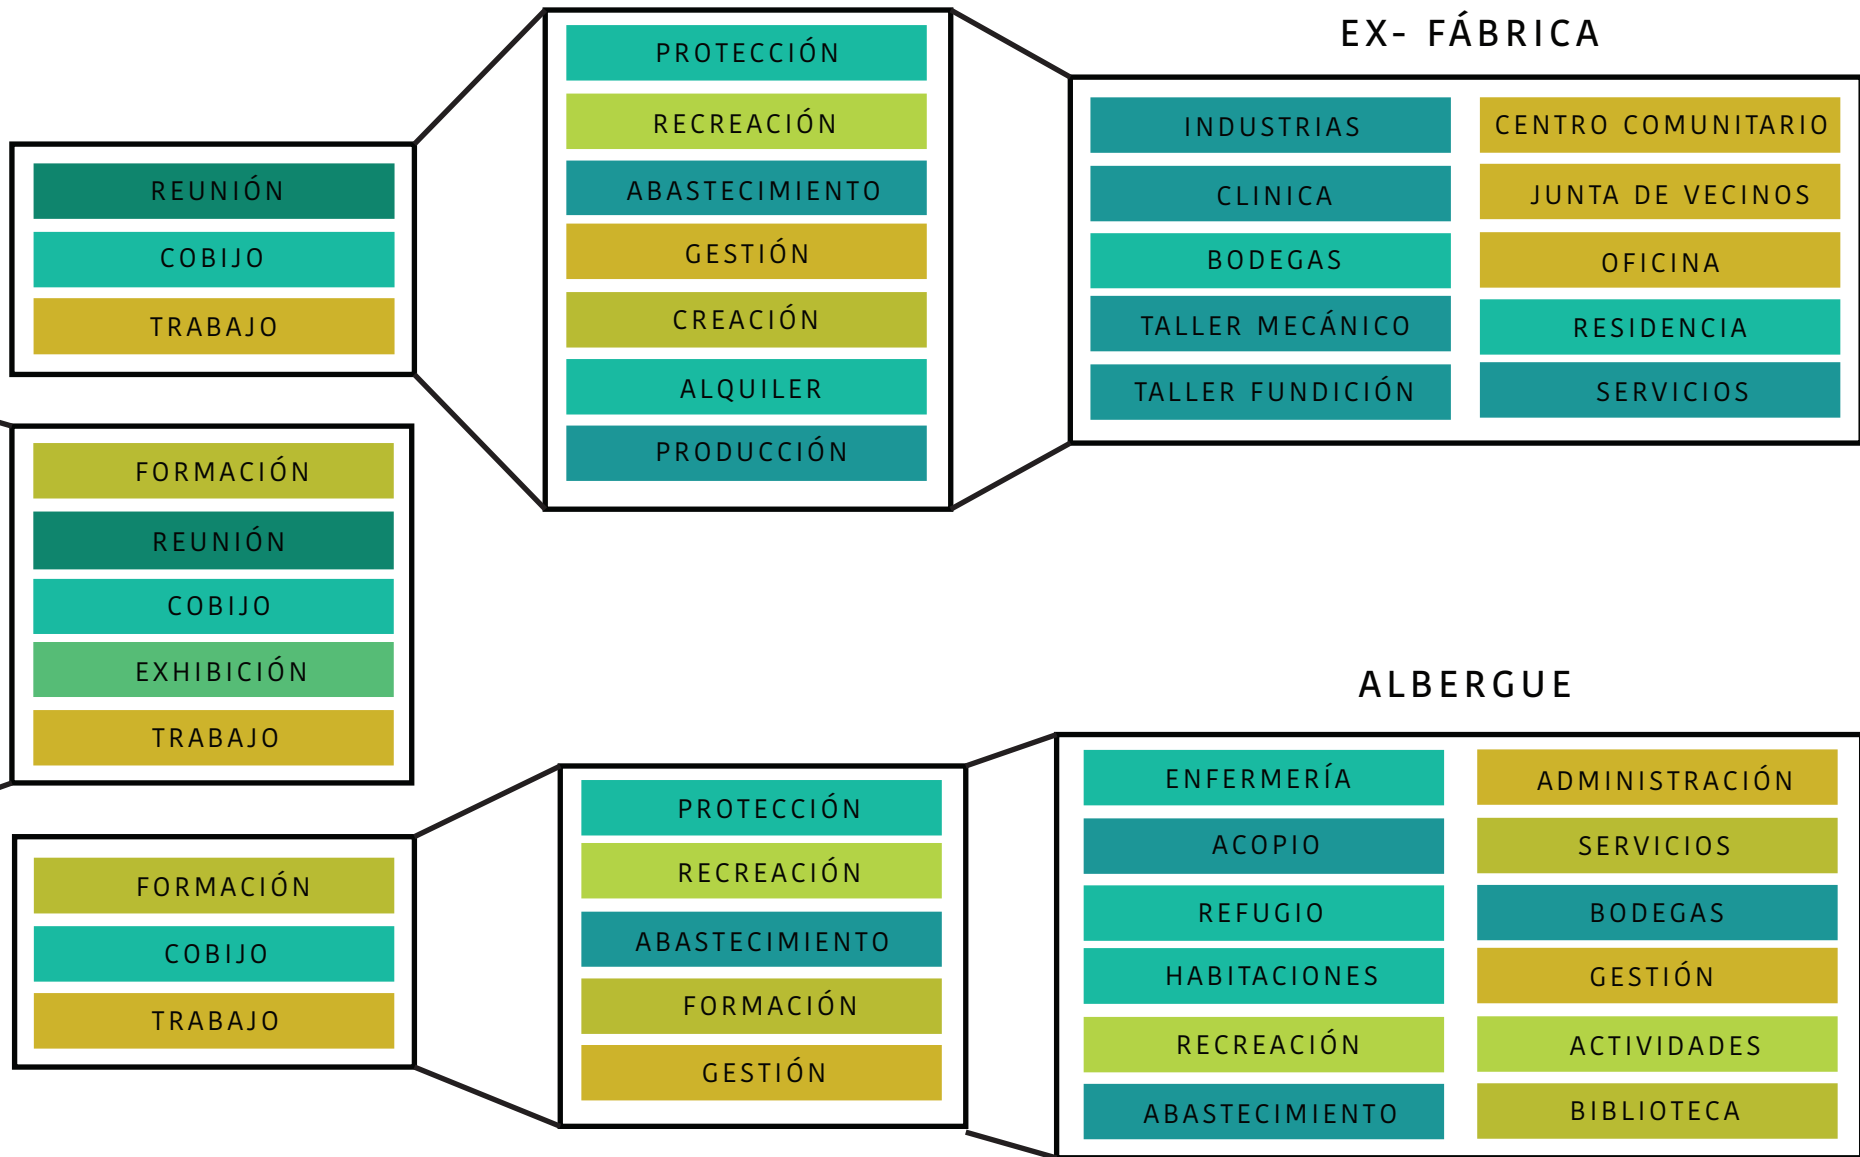 REUNIÓN
COBIJO
TRABAJO
PROTECCIÓN
RECREACIÓN
ABASTECIMIENTO
GESTIÓN
CREACIÓN
ALQUILER
PRODUCCIÓN
EX- FÁBRICA
INDUSTRIAS
CLINICA
BODEGAS
TALLER MECÁNICO
TALLER FUNDICIÓN
CENTRO COMUNITARIO
JUNTA DE VECINOS
OFICINA
RESIDENCIA
SERVICIOS
FORMACIÓN
REUNIÓN
COBIJO
EXHIBICIÓN
TRABAJO
FORMACIÓN
COBIJO
TRABAJO
PROTECCIÓN
RECREACIÓN
ABASTECIMIENTO
FORMACIÓN
GESTIÓN
ALBERGUE
ENFERMERÍA
ACOPIO
REFUGIO
HABITACIONES
RECREACIÓN
ABASTECIMIENTO
ADMINISTRACIÓN
SERVICIOS
BODEGAS
GESTIÓN
ACTIVIDADES
BIBLIOTECA